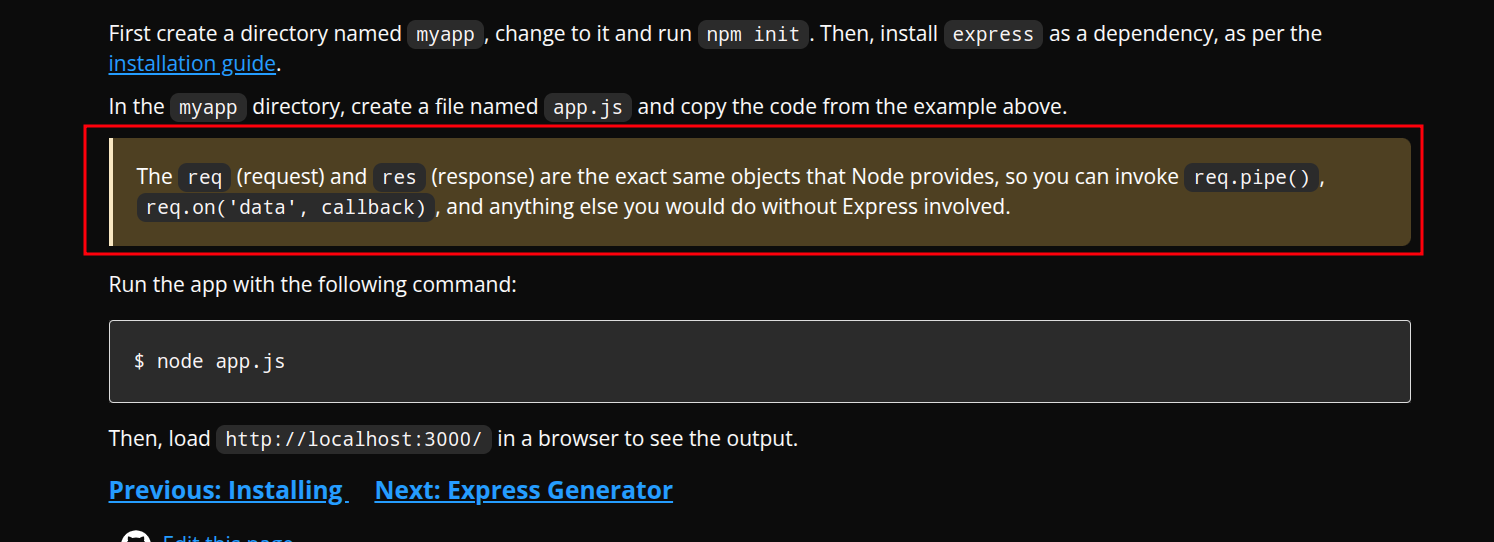 First create a directory named myapp, change to it and run npm init. Then, install express as a dependency, as per the
installation guide.
In the myapp directory, create a file named app.js and copy the code from the example above.
The req (request) and res (response) are the exact same objects that Node provides, so you can invoke req.pipe(),
req.on('data', callback), and anything else you would do without Express involved.
Run the app with the following command:
$ node app.js
Then, load http://localhost:3000/ in a browser to see the output.
Previous: Installing Next: Express Generator
Edit this page